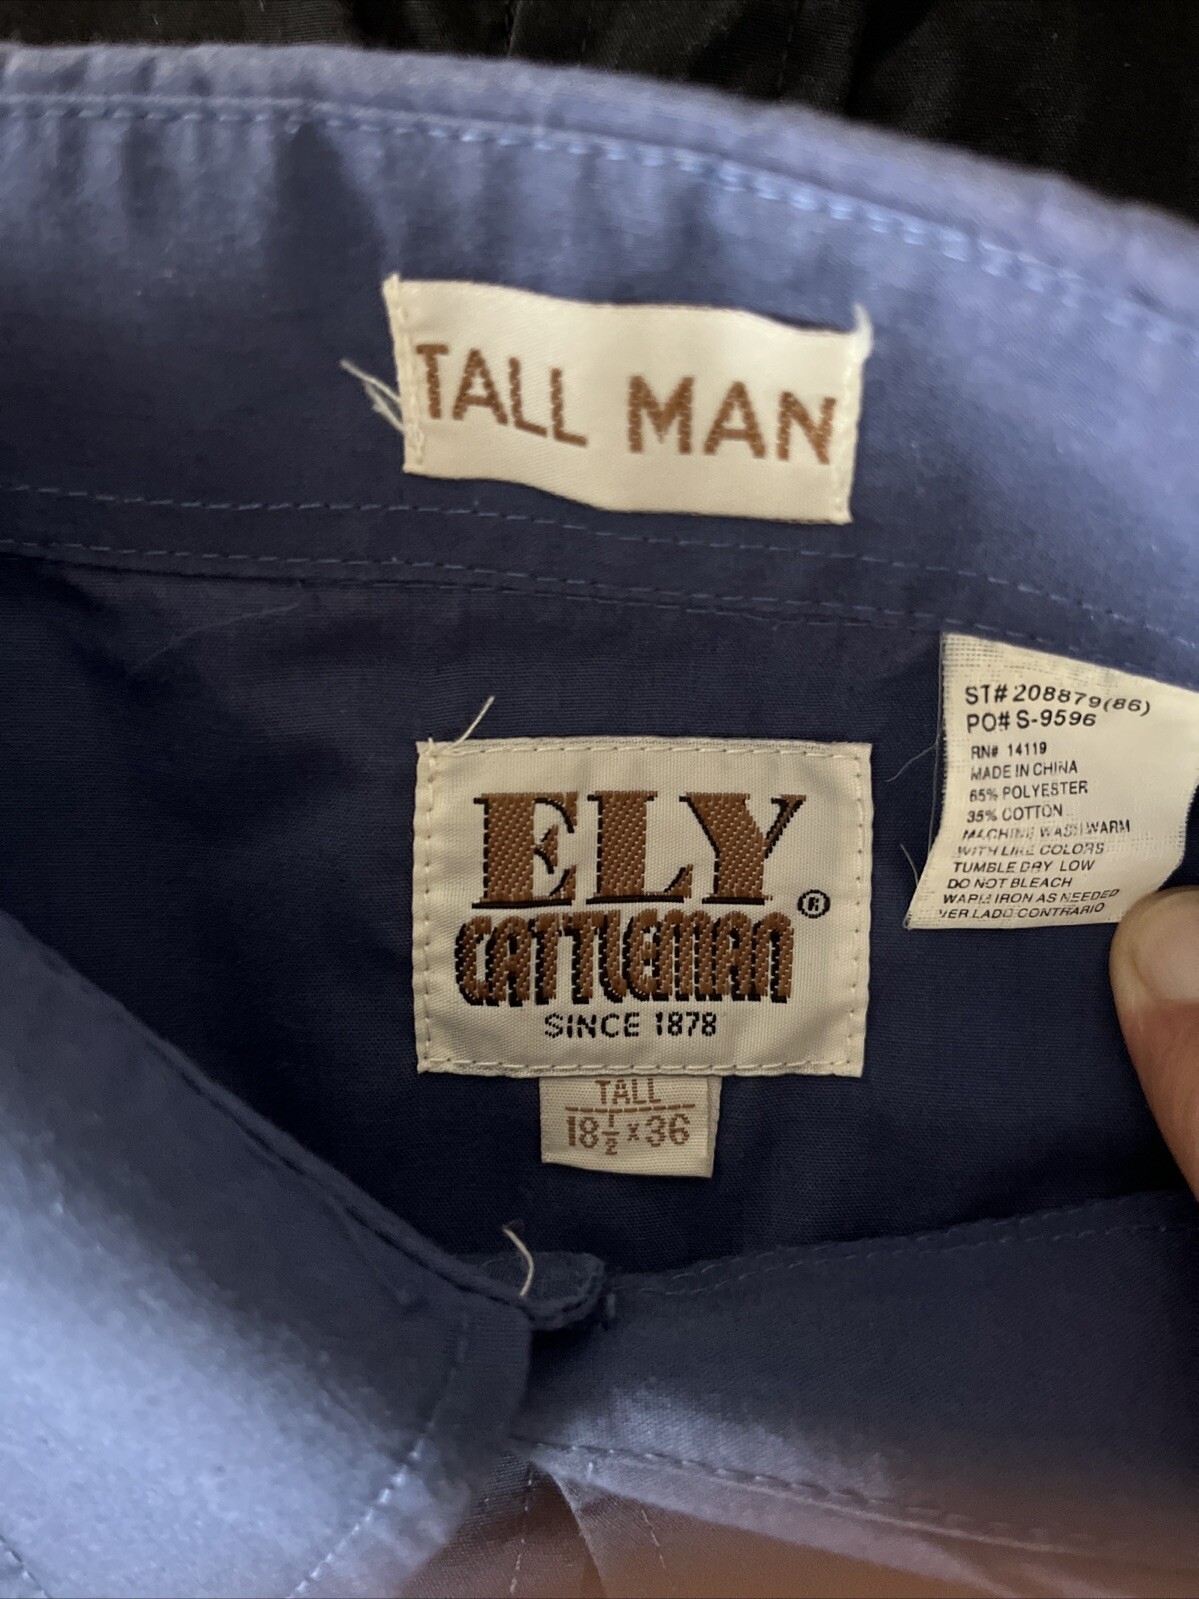 TALL MAN
ST# 208879(86)
PO# S-9596
RN# 14119
MADE IN CHINA
65% POLYESTER
35% COTTON
MACHINE WASH WARM
WITH LIKE COLORS
TUMBLE DRY LOW
DO NOT BLEACH
WARM IRON AS NEEDED
VER LADO CONTRARIO
ELY ®
CATTLEMAN
SINCE 1878
TALL
18 1/2 x 36